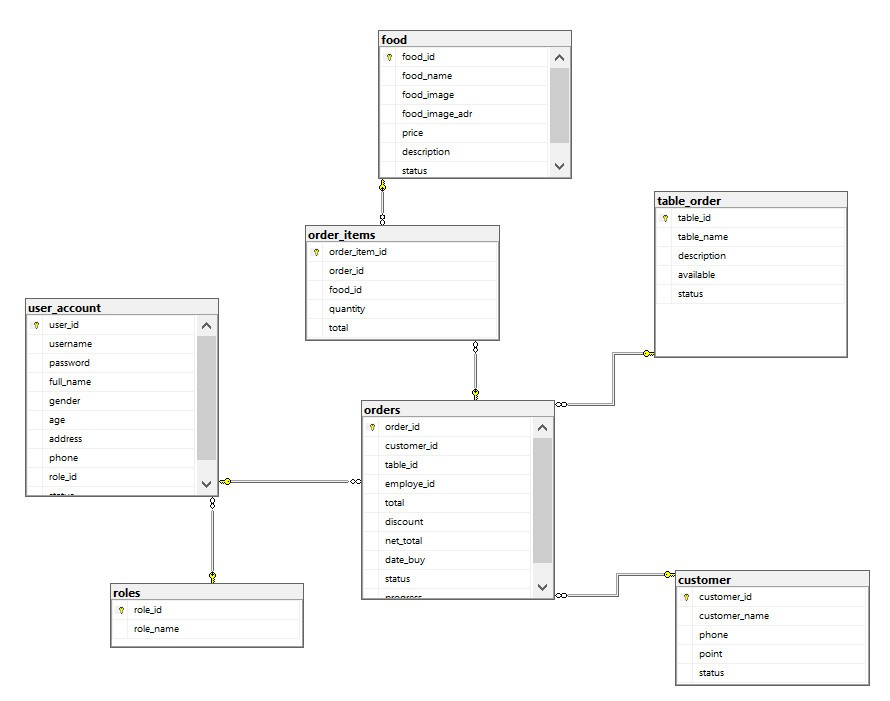 food
food_id
food_name
food_image
food_image_adr
price
description
status
table_order
table_id
table_name
description
available
status
order_items
order_item_id
order_id
food_id
quantity
total
user_account
user_id
username
password
full_name
gender
age
address
phone
role_id
status
orders
order_id
customer_id
table_id
employe_id
total
discount
net_total
date_buy
status
progress
roles
role_id
role_name
customer
customer_id
customer_name
phone
point
status